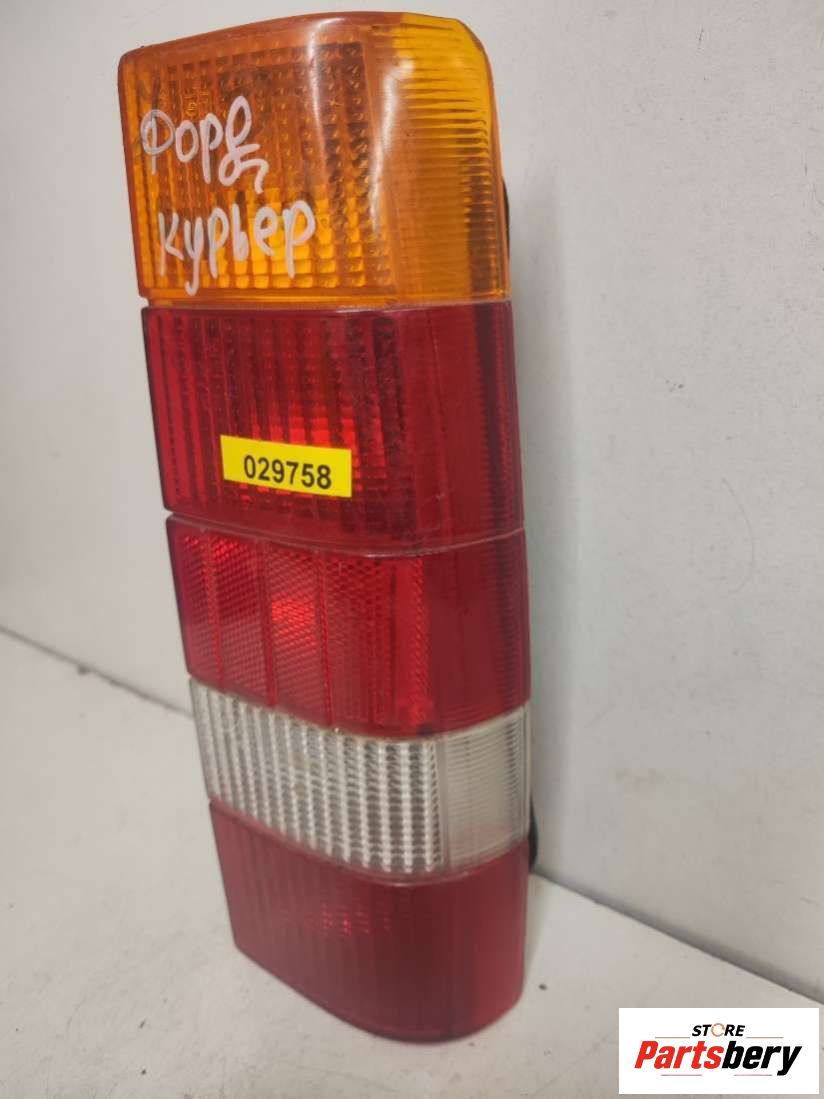 Форд
Курьер
029758
STORE
Partsbery